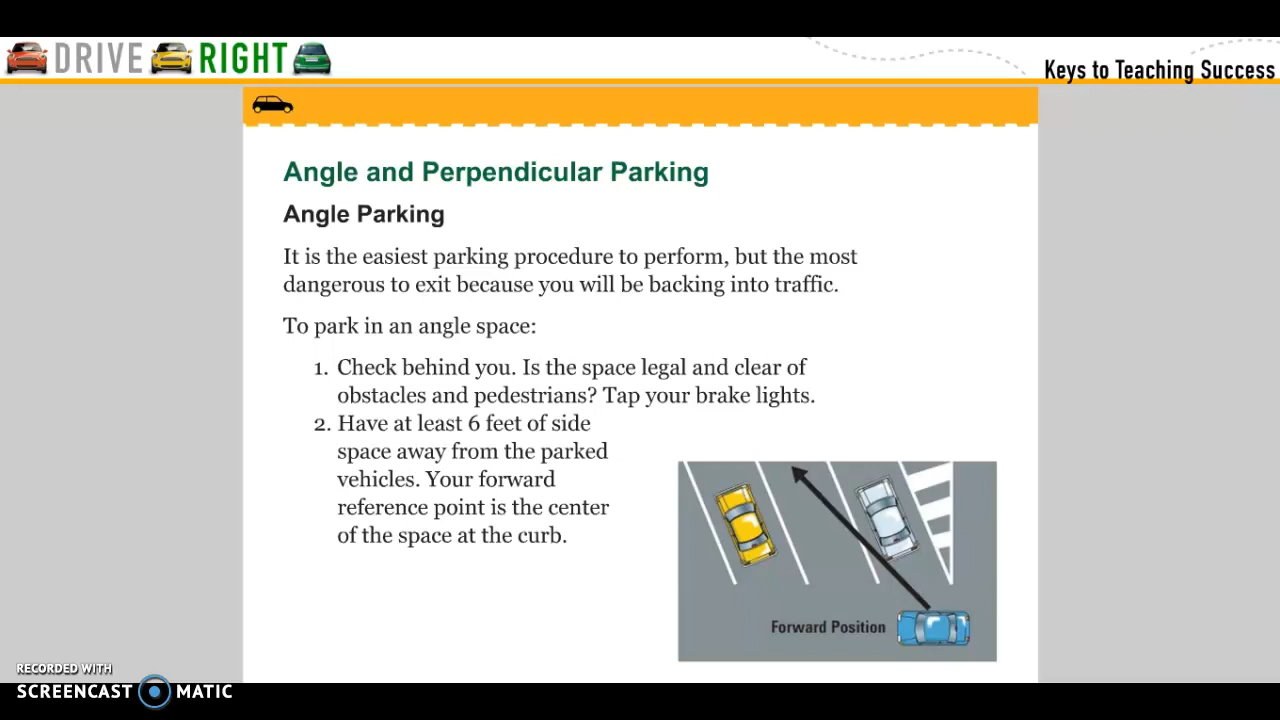 DRIVE RIGHT
Keys to Teaching Success
Angle and Perpendicular Parking
Angle Parking
It is the easiest parking procedure to perform, but the most
dangerous to exit because you will be backing into traffic.
To park in an angle space:
1. Check behind you. Is the space legal and clear of
obstacles and pedestrians? Tap your brake lights.
2. Have at least 6 feet of side
space away from the parked
vehicles. Your forward
reference point is the center
of the space at the curb.
Forward Position
RECORDED WITH
SCREENCAST MATIC